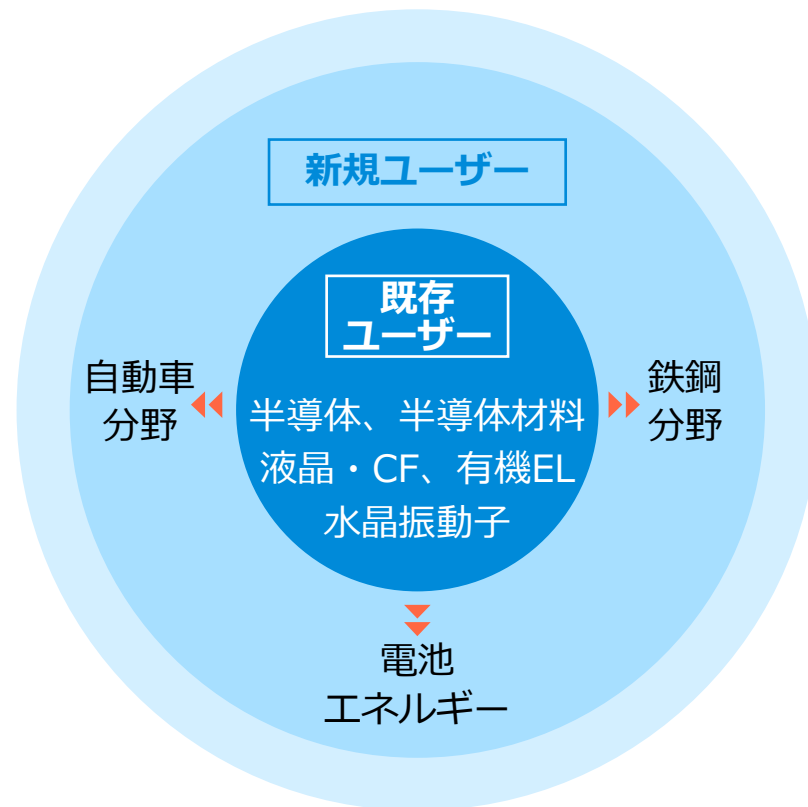 新規ユーザー
既存
ユーザー
自動車
分野
半導体、半導体材料
液晶・CF、有機EL
水晶振動子
鉄鋼
分野
電池
エネルギー